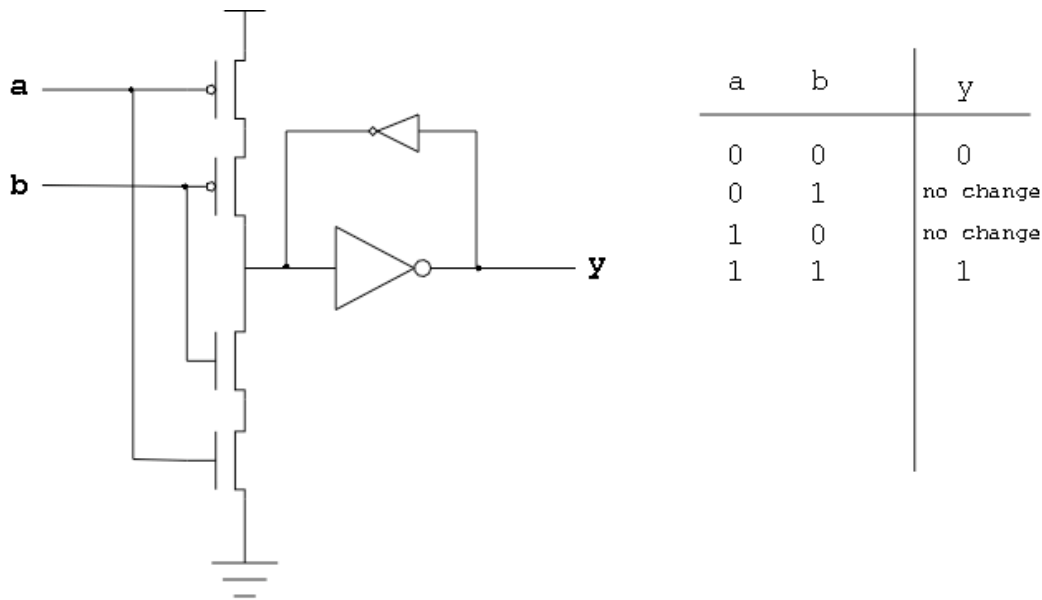 a
b
y
a b y
0 0 0
0 1 no change
1 0 no change
1 1 1